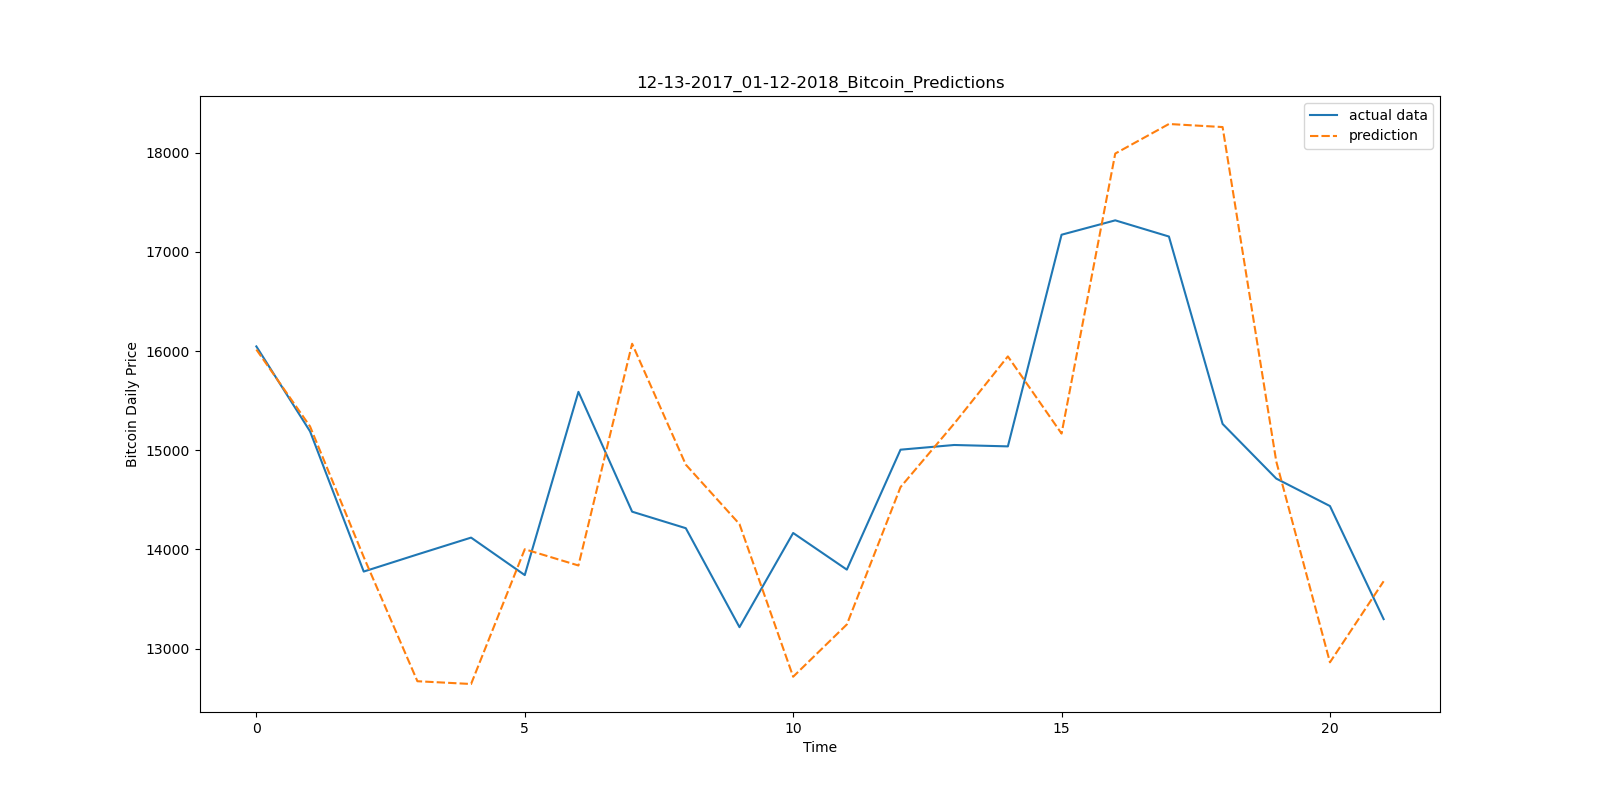 12-13-2017_01-12-2018_Bitcoin_Predictions
actual data
prediction
18000
17000
16000
15000
14000
13000
Bitcoin Daily Price
0 5 10 15 20
Time